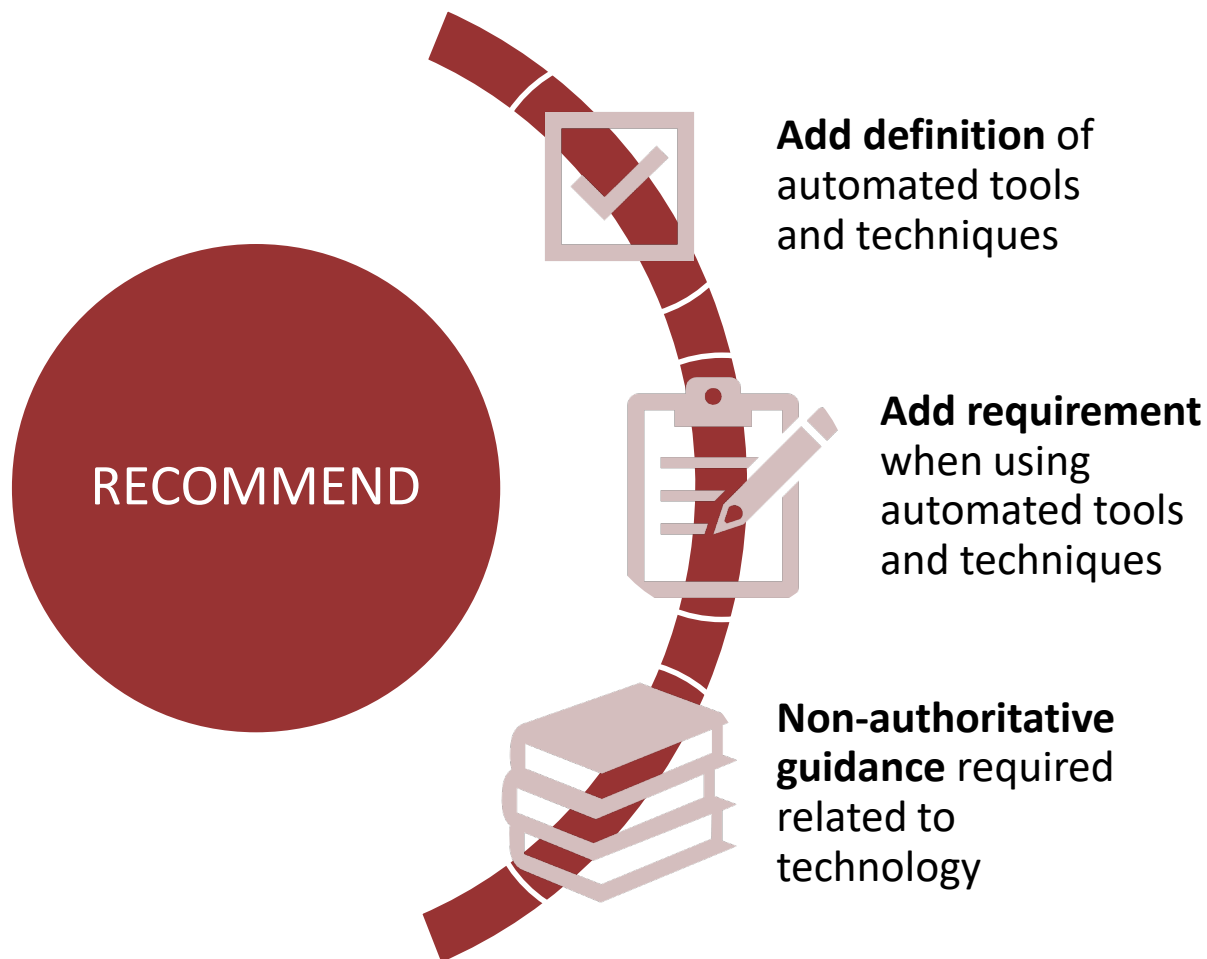 RECOMMEND
Add definition of
automated tools
and techniques
Add requirement
when using
automated tools
and techniques
Non-authoritative
guidance required
related to
technology